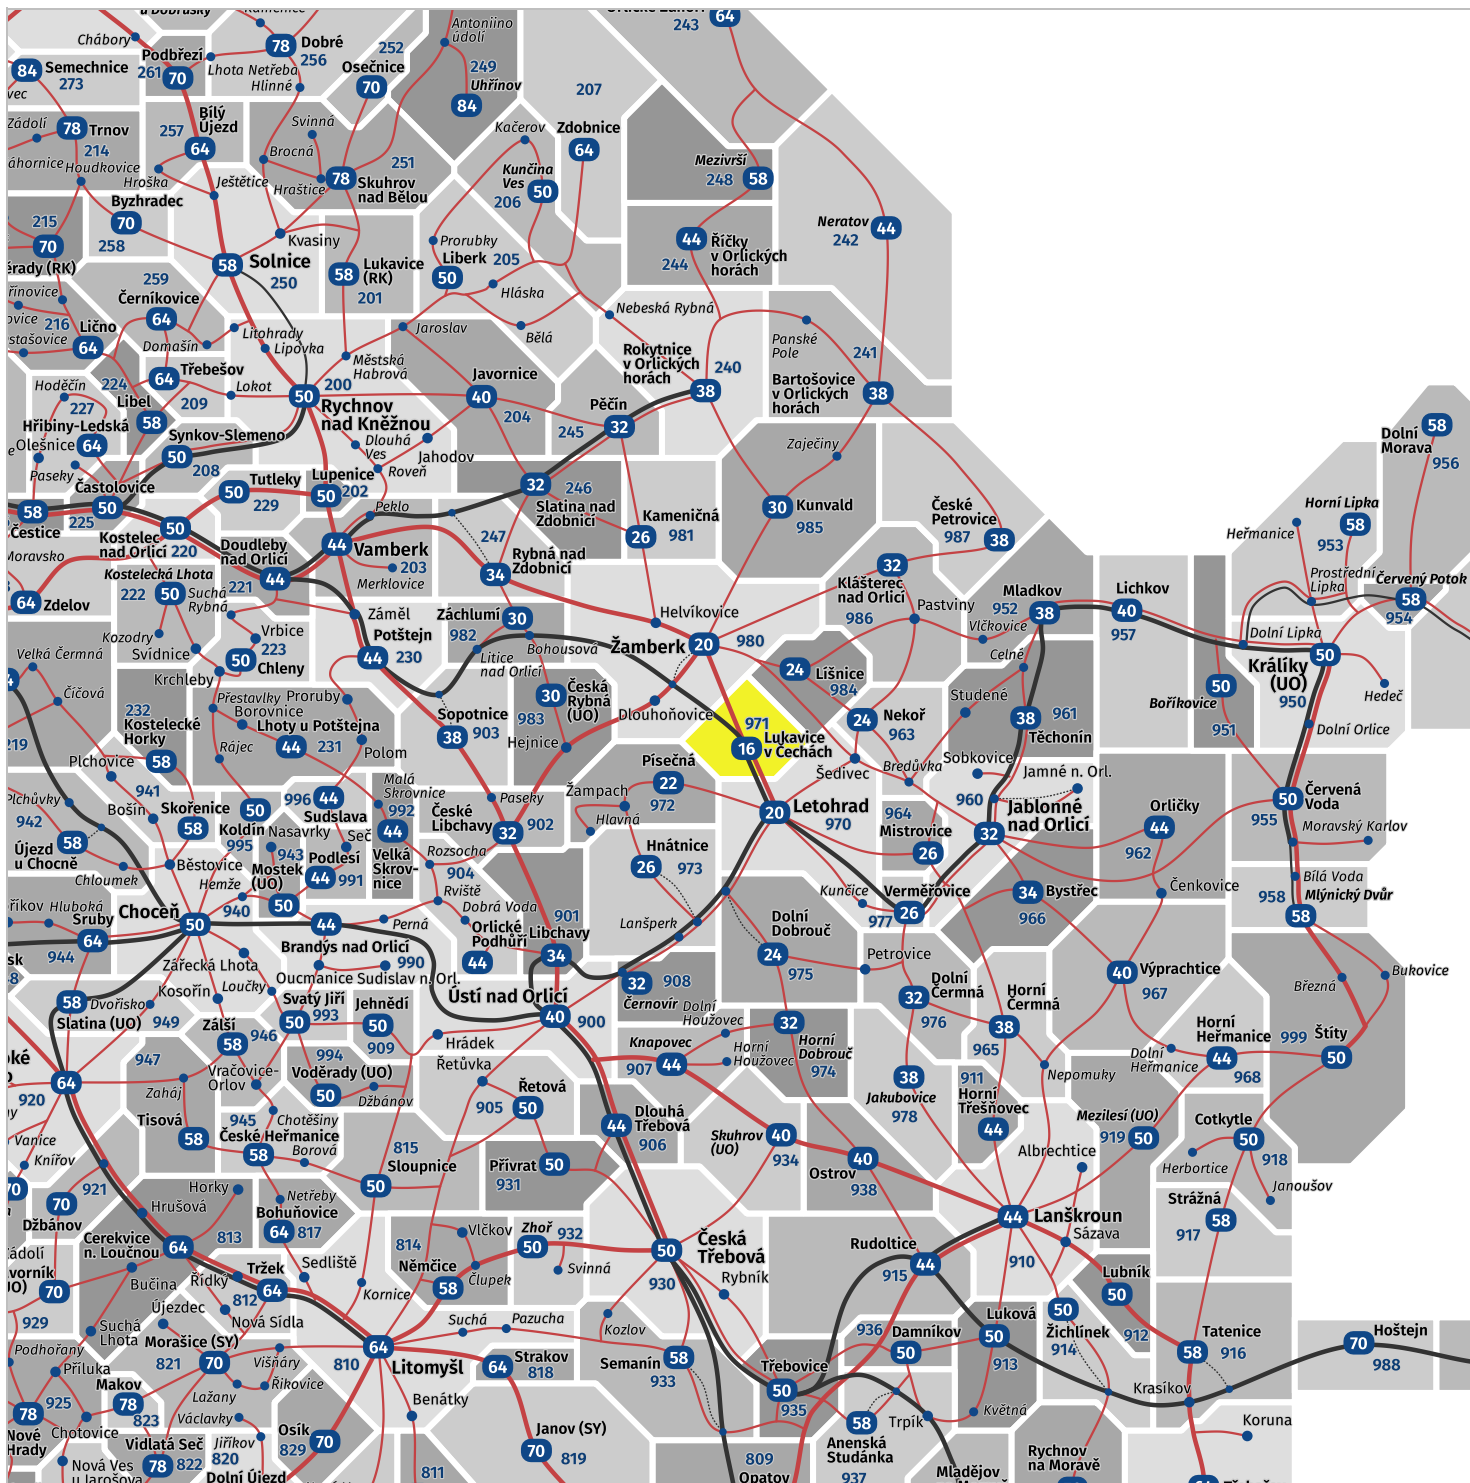 u Dobrušky
Kamenice
Orlické Záhoří
64
243
Chábory
Podbřezí
261
70
78
Dobré
256
Lhota Netřeba
Hlinné
252
Osečnice
70
Antoniino
údolí
249
Uhřínov
84
207
84
Semechnice
273
vec
Zádolí
78
Trnov
214
áhornice
Houdkovice
257
Bílý
Újezd
64
Hroška
Ještětice
Svinná
Brocná
Hraštice
78
251
Skuhrov
nad Bělou
Kačerov
Zdobnice
64
Kunčina
Ves
50
206
Mezivrší
248
58
Neratov
44
242
215
70
ěrady (RK)
Byzhradec
70
258
58
Solnice
250
Kvasiny
58
Lukavice
(RK)
201
Prorubky
Liberk
205
50
Hláska
44
Říčky
v Orlických
horách
244
259
Černíkovice
64
Domašín
řínovice
ovice
216
Lično
stašovice
64
Litohrady
Lipovka
Jaroslav
Bělá
Nebeská Rybná
Městská
Habrová
Třebešov
64
209
Lokot
Hoděčín
224
227
Libel
58
Hřibiny-Ledská
Olešnice
64
Paseky
200
50
Rychnov
nad Kněžnou
Javornice
40
204
Rokytnice
v Orlických
horách
240
38
Panské
Pole
241
Bartošovice
v Orlických
horách
38
Pěčín
32
245
Synkov-Slemeno
50
208
Dlouhá
Ves
Jahodov
Roveň
Zaječiny
Dolní
Morava
58
956
Častolovice
50
225
58
Čestice
Tutleky
50
229
Lupenice
50
202
Peklo
32
246
Slatina nad
Zdobnicí
Kameničná
26
981
30
Kunvald
985
České
Petrovice
987
38
Horní Lipka
58
953
Heřmanice
Kostelec
nad Orlicí
50
220
Doudleby
nad Orlicí
44
44
Vamberk
203
Merklovice
247
Rybná nad
Zdobnicí
34
Moravsko
64
Zdelov
Kostelecká Lhota
222
50
Suchá
Rybná
221
Kozodry
Svídnice
Vrbice
223
50
Chleny
Krchleby
Záměl
Potštejn
44
230
Záchlumí
30
982
Litice
nad Orlicí
Bohousová
Helvíkovice
Žamberk
20
980
32
Klášterec
nad Orlicí
986
Pastviny
Mladkov
952
38
Vlčkovice
Celné
Lichkov
40
957
Prostřední
Lipka
Červený Potok
58
954
Dolní Lipka
Králíky
(UO)
50
950
Hedeč
Dolní Orlice
Boříkovice
50
951
Velká Čermná
Číčová
219
232
Kostelecké
Horky
58
Plchovice
941
Přestavlky
Proruby
Borovnice
Lhoty u Potštejna
44
231
Rájec
Polom
Sopotnice
903
38
30
Česká
Rybná
(UO)
983
Hejnice
Dlouhoňovice
24
Líšnice
984
971
16
Lukavice
v Čechách
24
Nekoř
963
Šedivec
Bredůvka
Studené
38
961
Těchonín
Sobkovice
Jamné n. Orl.
960
Jablonné
nad Orlicí
32
Orličky
44
962
50
Červená
Voda
955
Moravský Karlov
Bílá Voda
Plchůvky
942
58
Újezd
u Chocně
Chloumek
Bošín
Skořenice
58
50
Koldín
995
996
44
Sudslava
Malá
Skrovnice
992
44
Velká
Skrov-
nice
Nasavrky
943
Seč
Podlesí
44
991
Mostek
(UO)
50
České
Libchavy
32
902
Paseky
Rozsocha
904
Žampach
Písečná
22
972
Hlavná
20
Letohrad
970
964
Mistrovice
26
Hnátnice
26
973
Běstovice
Hemže
940
Choceň
50
44
Brandýs nad Orlicí
990
Perná
Rviště
Dobrá Voda
Orlické
Podhůří
44
901
Libchavy
34
Lanšperk
Kunčice
977
Verměřovice
26
34
Bystřec
966
Čenkovice
958
Mlýnický Dvůr
58
říkov
Hluboká
Sruby
64
944
Zářecká Lhota
Oucmanice
Sudislav n. Orl.
Loučky
Kosořín
58
Dvořisko
Slatina (UO)
949
Svatý Jiří
993
50
Jehnědí
50
909
Ústí nad Orlicí
40
900
32
Černovír
908
Dolní
Dobrouč
24
975
Petrovice
32
Dolní
Čermná
976
Horní
Čermná
38
965
40
Výprachtice
967
Bukovice
Březná
999
Štíty
50
Zálší
58
946
947
Vračovice-
Orlov
Zaháj
994
Voděrady (UO)
50
Džbánov
Hrádek
Řetůvka
905
Řetová
50
Knapovec
907
44
Dolní
Houžovec
Horní
Houžovec
32
Horní
Dobrouč
974
38
Jakubovice
978
911
Horní
Třešňovec
44
Nepomuky
Dolní
Heřmanice
Horní
Heřmanice
44
968
64
920
Vanice
Knířov
921
Tisová
58
945
České Heřmanice
58
Chotěšiny
Borová
815
Sloupnice
50
Přívrat
50
931
Dlouhá
Třebová
44
906
Skuhrov
(UO)
40
934
Ostrov
40
938
Mezilesí (UO)
919
50
Albrechtice
Cotkytle
50
918
Herbortice
Janoušov
70
Džbánov
Horky
Hrušová
Netřeby
Bohuňovice
64
817
Cerekvice
n. Loučnou
64
813
814
Němčice
58
Vlčkov
Člupek
Zhoř
50
932
Svinná
50
930
Česká
Třebová
Rybník
Rudoltice
915
44
44
Lanškroun
910
Sázava
Strážná
917
58
70
929
Bučina
Řídký
812
Tržek
64
Sedliště
Kornice
Újezdec
Nová Sídla
Suchá
Lhota
Morašice (SY)
821
70
Višňáry
Řikovice
Lažany
810
64
Litomyšl
Suchá
Pazucha
64
Strakov
818
Kozlov
Semanín
58
933
Třebovice
50
935
936
Damníkov
50
Luková
50
913
50
Žichlínek
914
Lubník
50
912
Tatenice
58
916
70
Hoštejn
988
Krasíkov
Koruna
Podhořany
Příluka
925
78
Nové
Hrady
Makov
78
823
Chotovice
Václavky
Vidlatá Seč
78
822
Jiříkov
820
Dolní Újezd
Nová Ves
u Jarošova
Osík
829
70
Benátky
811
Janov (SY)
70
819
809
Opatov
58
Anenská
Studánka
937
Trpík
Květná
Mladějov
Rychnov
na Moravě